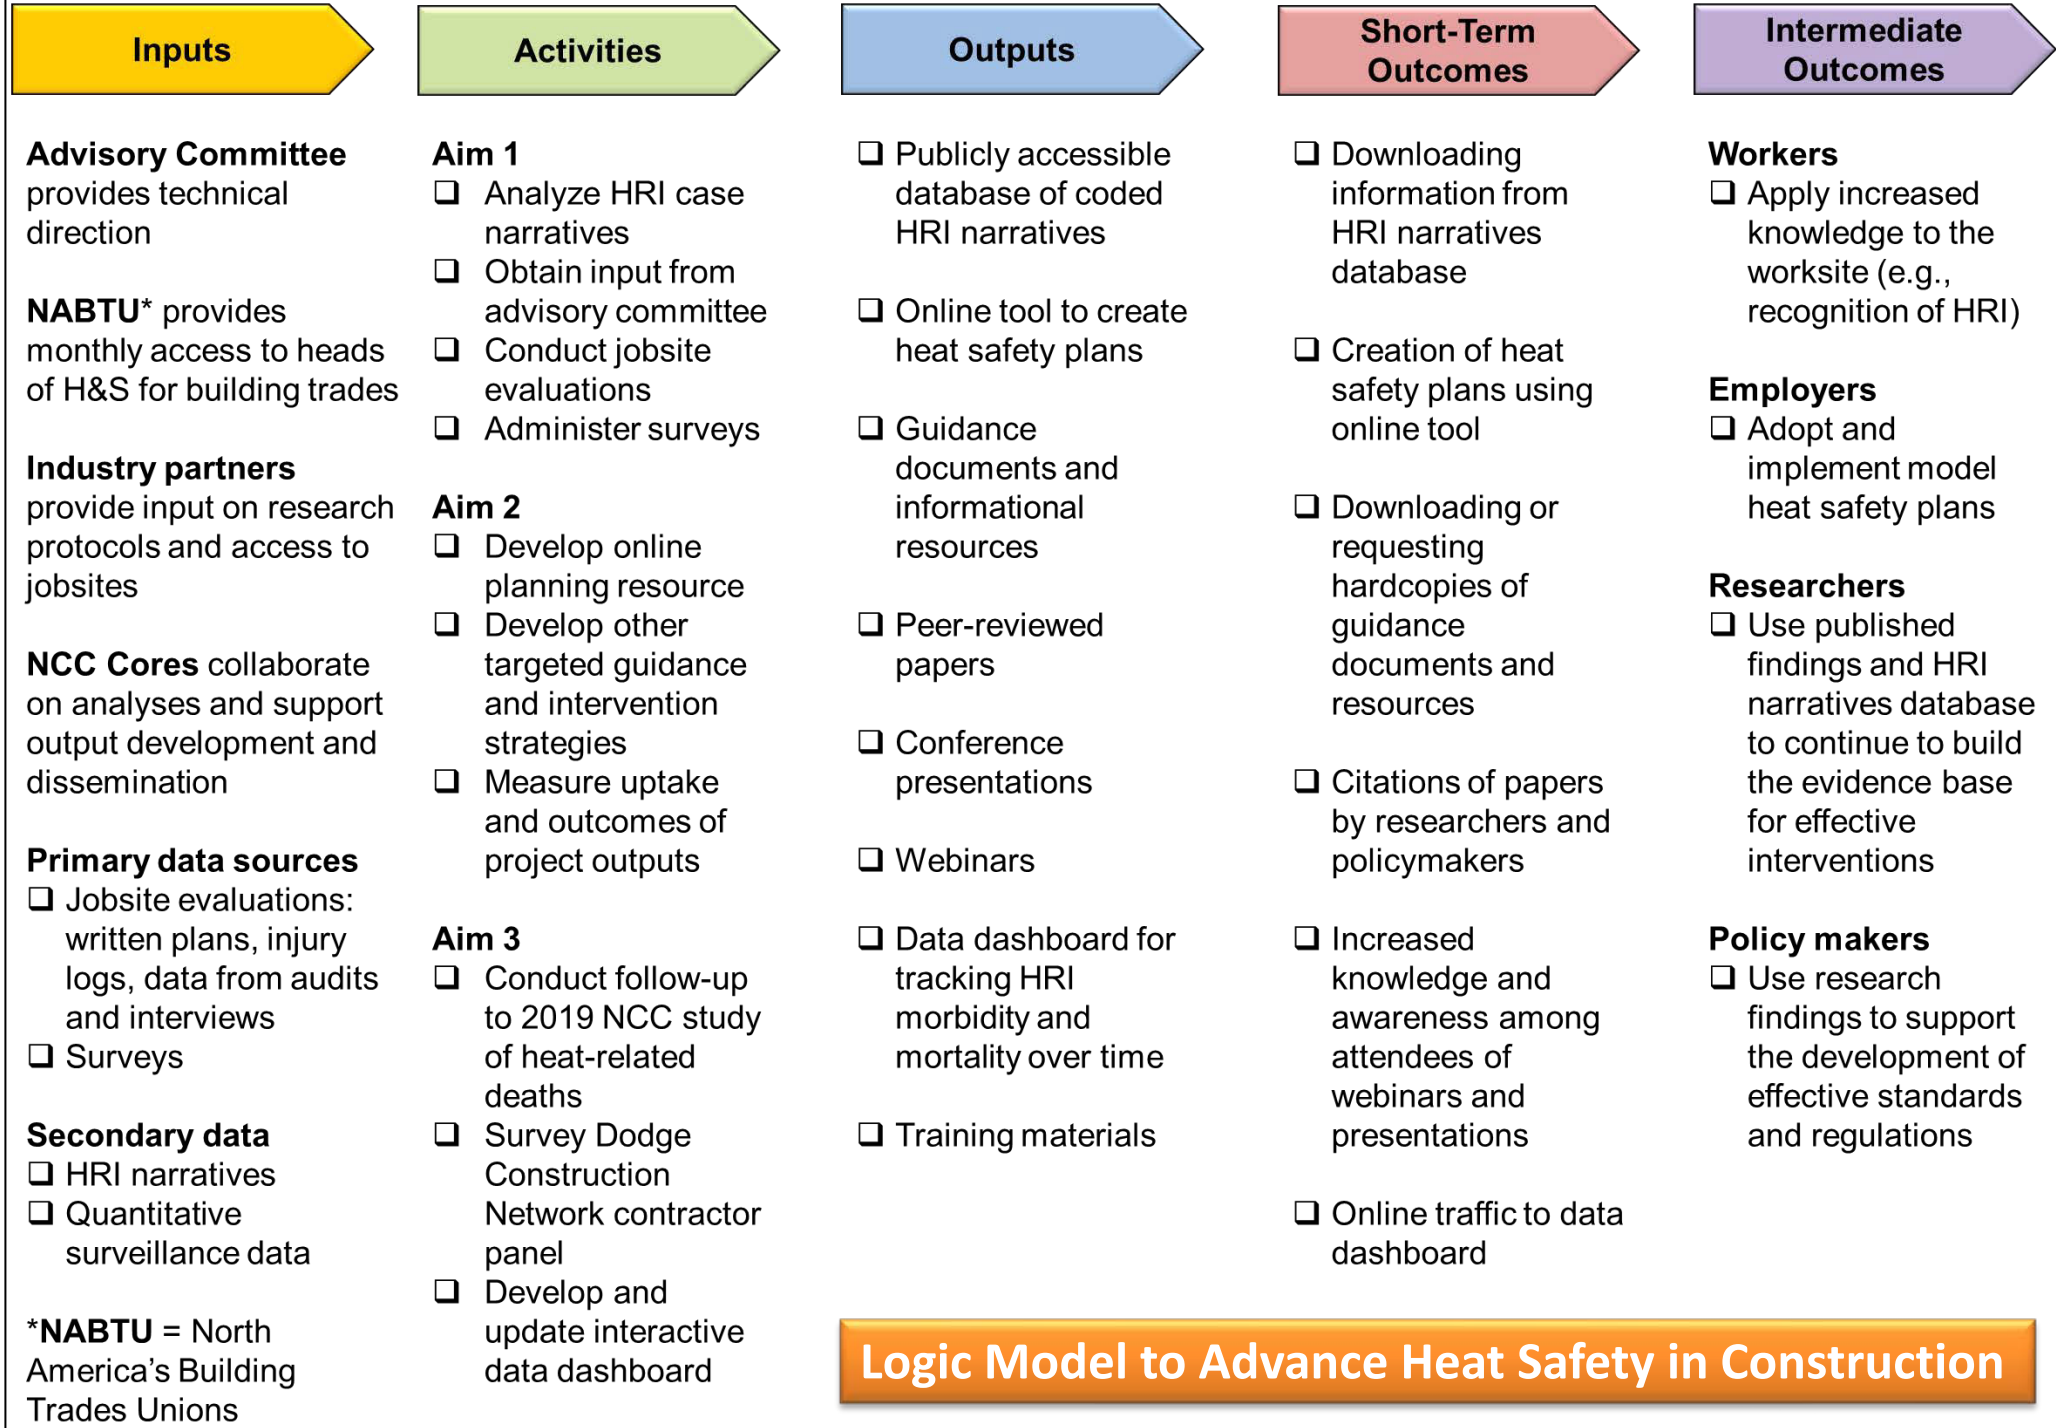 Inputs
Advisory Committee
provides technical
direction
NABTU* provides
monthly access to heads
of H&S for building trades
Industry partners
provide input on research
protocols and access to
jobsites
NCC Cores collaborate
on analyses and support
output development and
dissemination
Primary data sources
❑ Jobsite evaluations:
written plans, injury
logs, data from audits
and interviews
❑ Surveys
Secondary data
❑ HRI narratives
❑ Quantitative
surveillance data
*NABTU = North
America’s Building
Trades Unions
Activities
Aim 1
❑ Analyze HRI case
narratives
❑ Obtain input from
advisory committee
❑ Conduct jobsite
evaluations
❑ Administer surveys
Aim 2
❑ Develop online
planning resource
❑ Develop other
targeted guidance
and intervention
strategies
❑ Measure uptake
and outcomes of
project outputs
Aim 3
❑ Conduct follow-up
to 2019 NCC study
of heat-related
deaths
❑ Survey Dodge
Construction
Network contractor
panel
❑ Develop and
update interactive
data dashboard
Outputs
❑ Publicly accessible
database of coded
HRI narratives
❑ Online tool to create
heat safety plans
❑ Guidance
documents and
informational
resources
❑ Peer-reviewed
papers
❑ Conference
presentations
❑ Webinars
❑ Data dashboard for
tracking HRI
morbidity and
mortality over time
❑ Training materials
Short-Term
Outcomes
❑ Downloading
information from
HRI narratives
database
❑ Creation of heat
safety plans using
online tool
❑ Downloading or
requesting
hardcopies of
guidance
documents and
resources
❑ Citations of papers
by researchers and
policymakers
❑ Increased
knowledge and
awareness among
attendees of
webinars and
presentations
❑ Online traffic to data
dashboard
Intermediate
Outcomes
Workers
❑ Apply increased
knowledge to the
worksite (e.g.,
recognition of HRI)
Employers
❑ Adopt and
implement model
heat safety plans
Researchers
❑ Use published
findings and HRI
narratives database
to continue to build
the evidence base
for effective
interventions
Policy makers
❑ Use research
findings to support
the development of
effective standards
and regulations
Logic Model to Advance Heat Safety in Construction